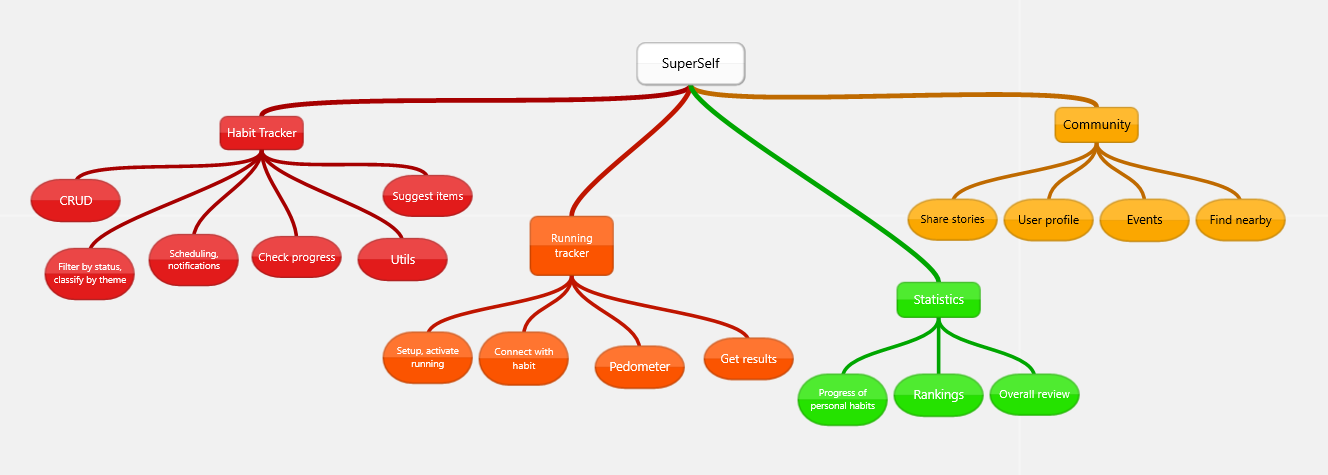 SuperSelf
Habit Tracker
CRUD
Filter by status,
classify by theme
Scheduling,
notifications
Check progress
Utils
Suggest items
Running
tracker
Setup, activate
running
Connect with
habit
Pedometer
Get results
Statistics
Progress of
personal habits
Rankings
Overall review
Community
Share stories
User profile
Events
Find nearby